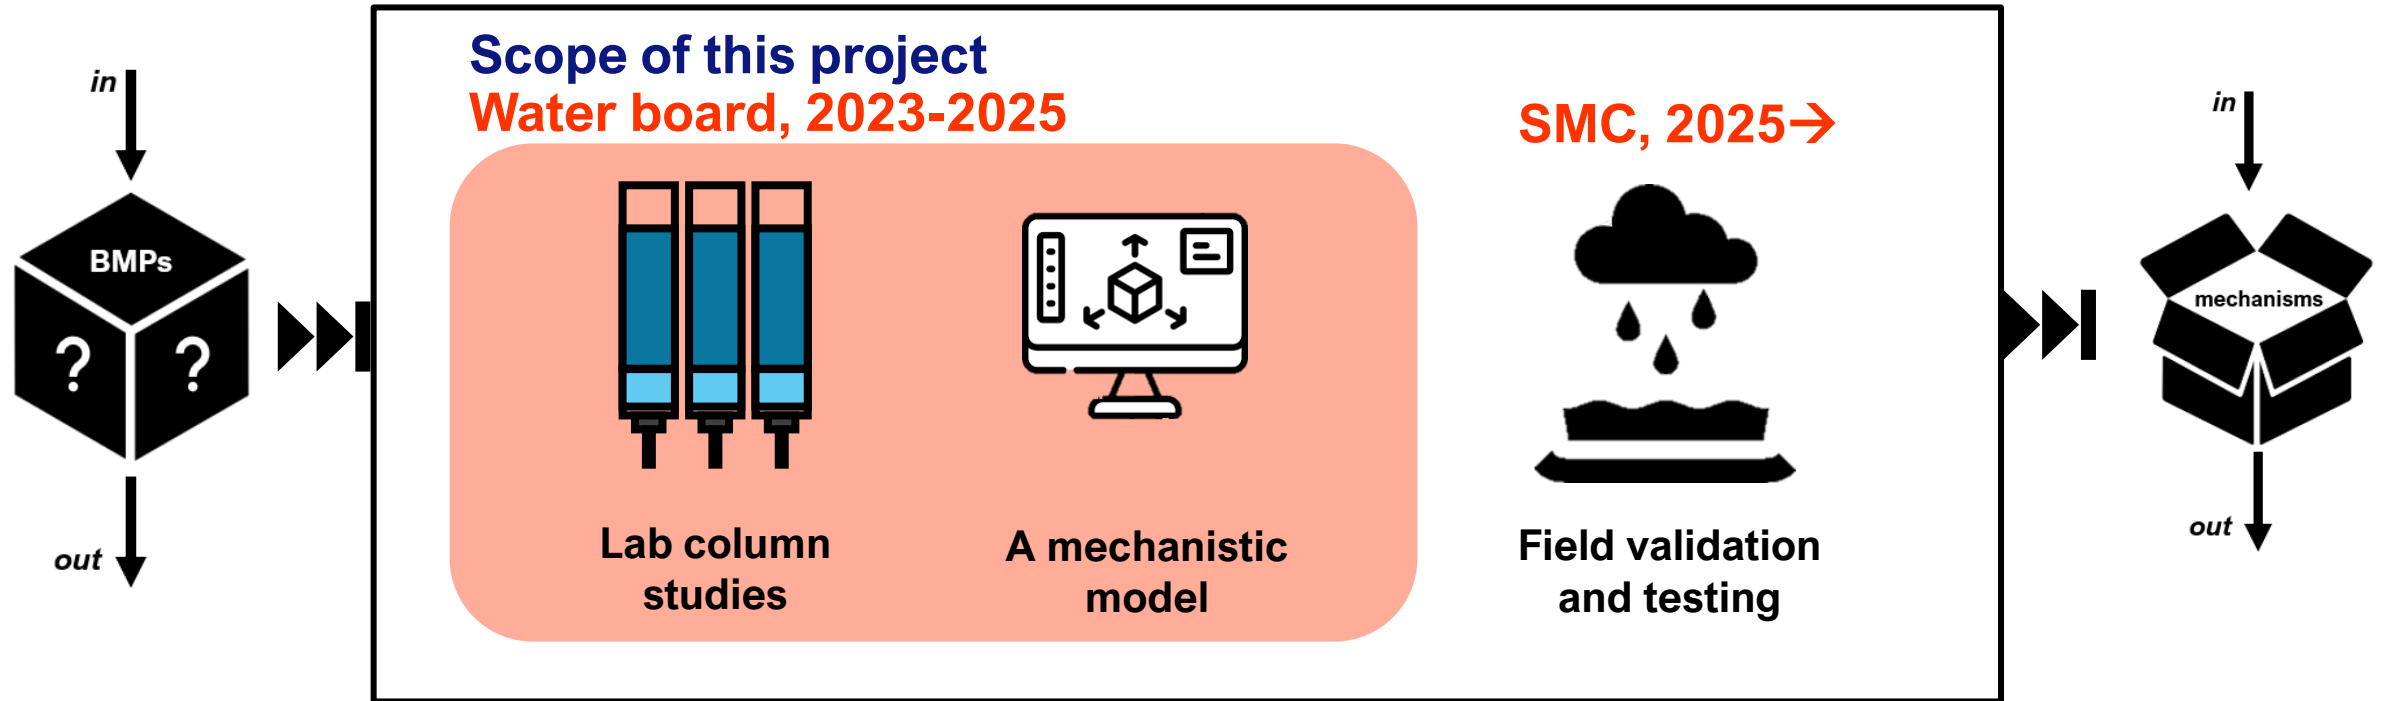 in
BMPs
?
?
out
Scope of this project
Water board, 2023-2025
Lab column
studies
A mechanistic
model
SMC, 2025→
Field validation
and testing
in
mechanisms
out